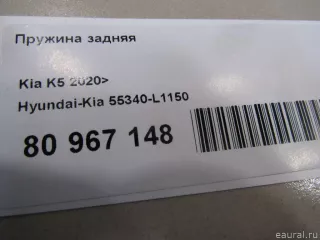 Пружина задняя
Kia K5 2020>
Hyundai-Kia 55340-L1150
80 967 148
eaural.ru